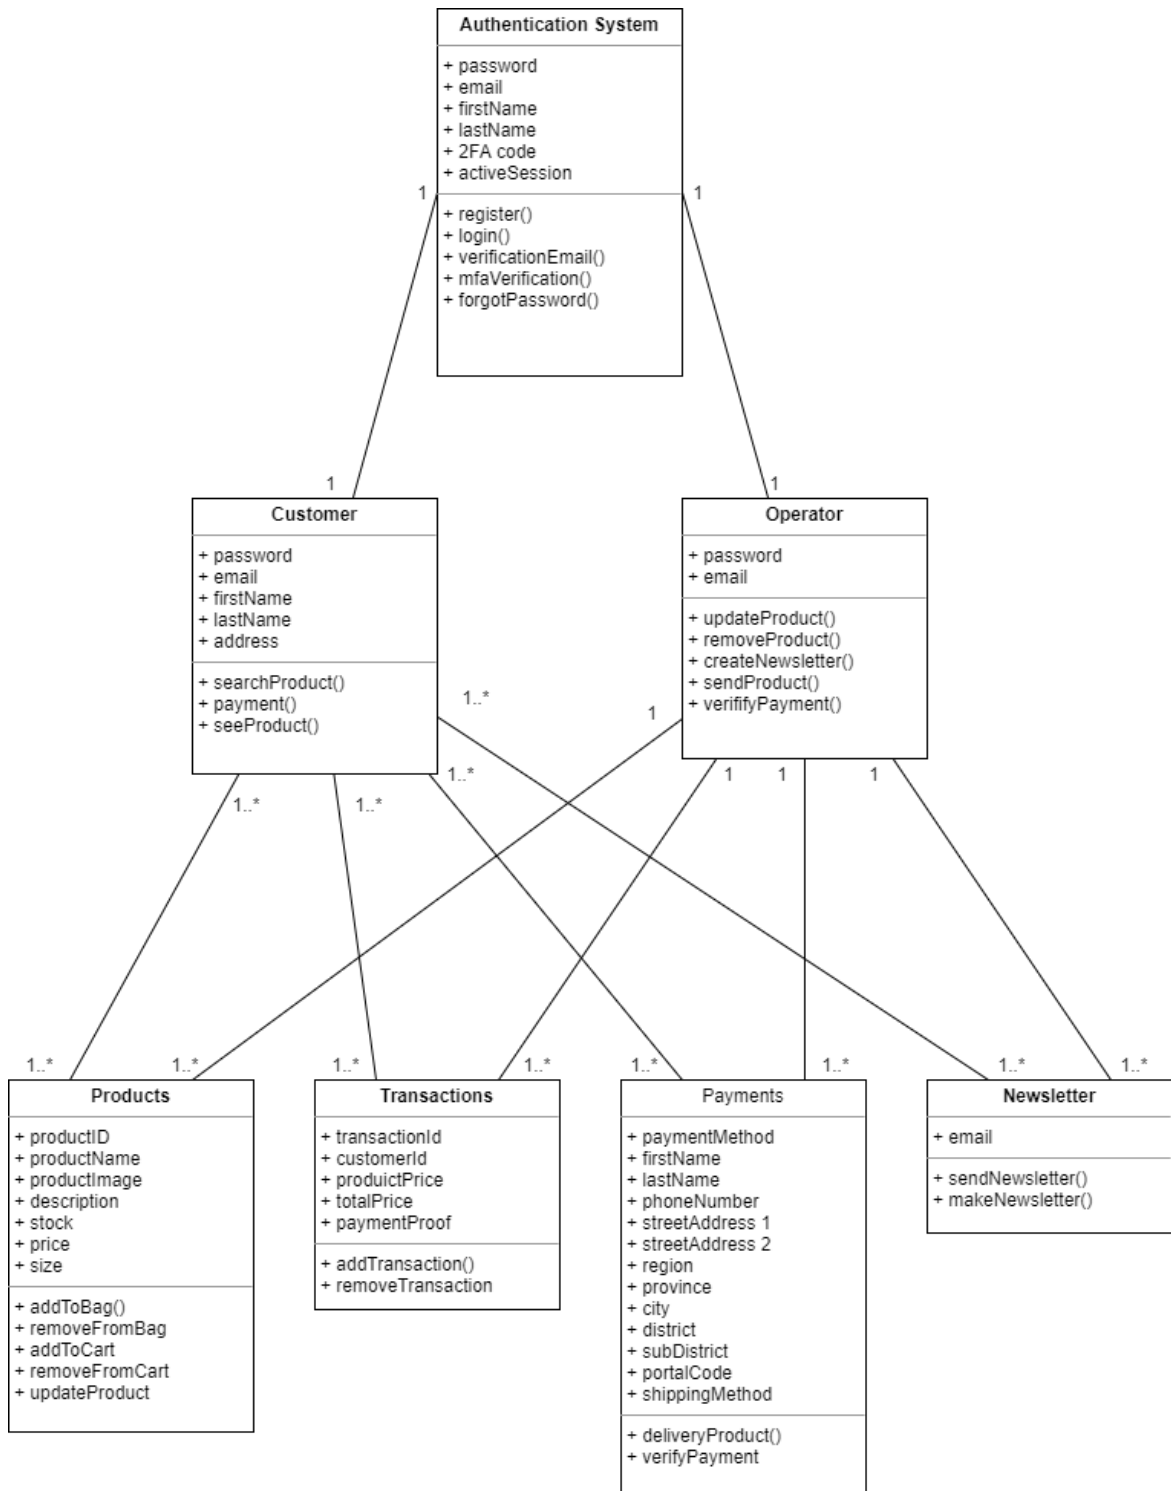 Authentication System
+ password
+ email
+ firstName
+ lastName
+ 2FA code
+ activeSession
1
1
+ register()
+ login()
+ verificationEmail()
+ mfaVerification()
+ forgotPassword()
1
1
Customer
+ password
+ email
+ firstName
+ lastName
+ address
+ searchProduct()
+ payment()
+ seeProduct()
Operator
+ password
+ email
+ updateProduct()
+ removeProduct()
+ createNewsletter()
+ sendProduct()
+ verififyPayment()
1..*
1
1..*
1..*
1..*
1
1
1
1..*
1..*
1..*
1..*
1..*
1..*
1..*
1..*
Products
+ productID
+ productName
+ productImage
+ description
+ stock
+ price
+ size
+ addToBag()
+ removeFromBag
+ addToCart
+ removeFromCart
+ updateProduct
Transactions
+ transactionId
+ customerId
+ produictPrice
+ totalPrice
+ paymentProof
+ addTransaction()
+ removeTransaction
Payments
+ paymentMethod
+ firstName
+ lastName
+ phoneNumber
+ streetAddress 1
+ streetAddress 2
+ region
+ province
+ city
+ district
+ subDistrict
+ portalCode
+ shippingMethod
+ deliveryProduct()
+ verifyPayment
Newsletter
+ email
+ sendNewsletter()
+ makeNewsletter()